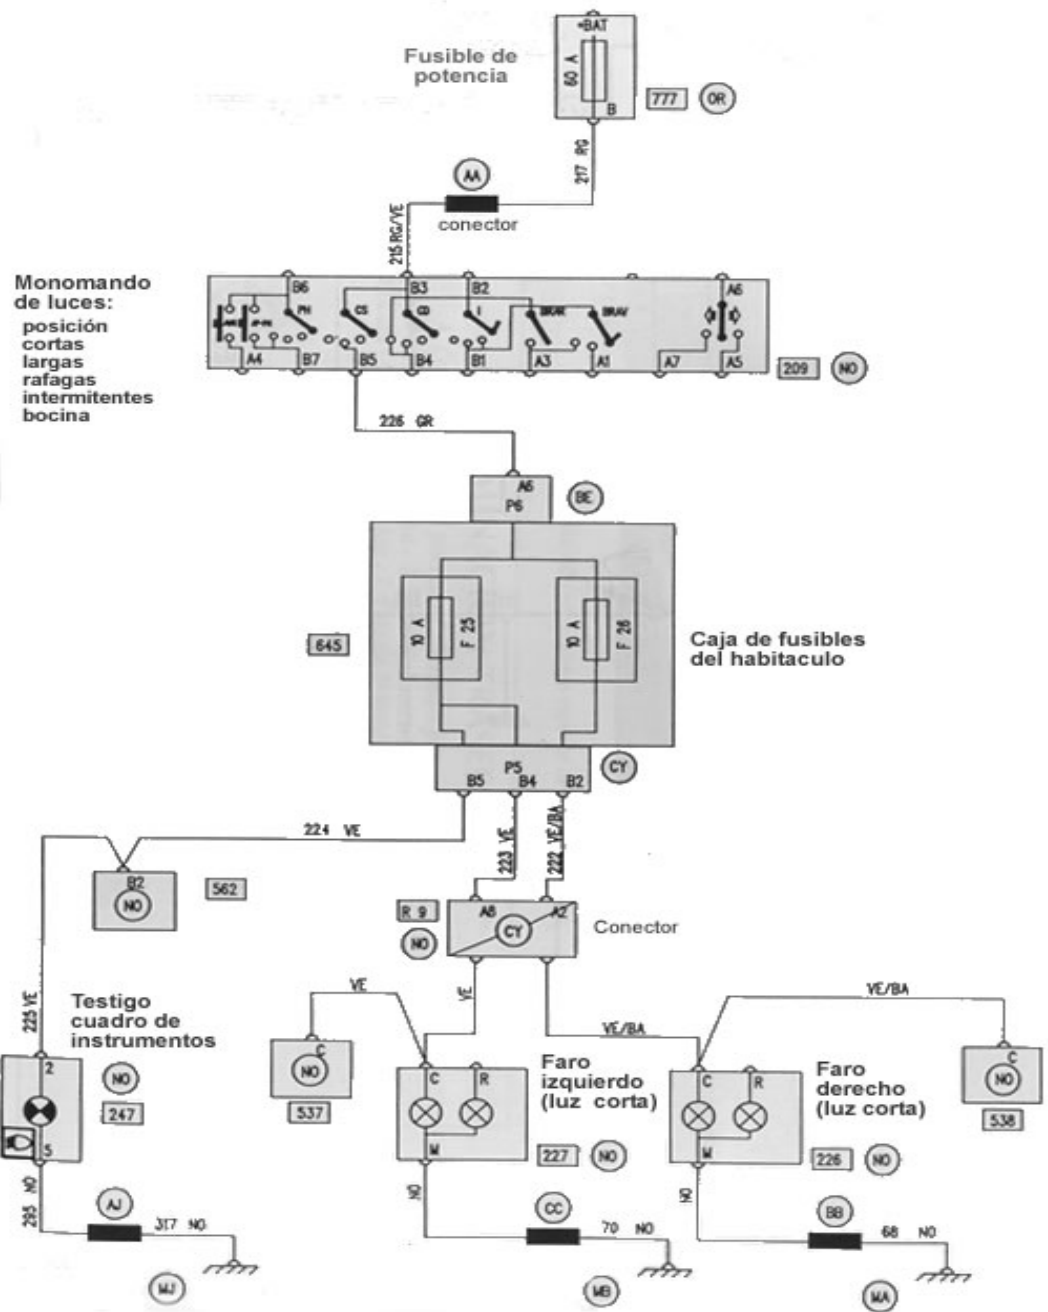 +BAT
Fusible de
potencia
60 A
B
777
OR
217 RG
AA
conector
215 RG/VE
Monomando
de luces:
posición
cortas
largas
rafagas
intermitentes
bocina
B6
B3
B2
A6
PH
CS
CD
I
A4
B7
B5
B4
B1
A3
A1
A7
A5
209
NO
226 GR
A6
P6
BE
10 A
F 25
10 A
F 26
645
Caja de fusibles
del habitaculo
P5
B5
B4
B2
CY
224 VE
223 VE
222 VE/BA
B2
NO
562
R 9
NO
A8
A2
CY
Conector
225 VE
Testigo
cuadro de
instrumentos
2
5
NO
247
VE
VE
VE/BA
VE/BA
C
NO
537
C
R
M
Faro
izquierdo
(luz corta)
227
NO
C
R
M
Faro
derecho
(luz corta)
226
NO
C
NO
538
295 NO
AJ
317 NO
MJ
NO
CC
70 NO
MB
NO
BB
68 NO
MA